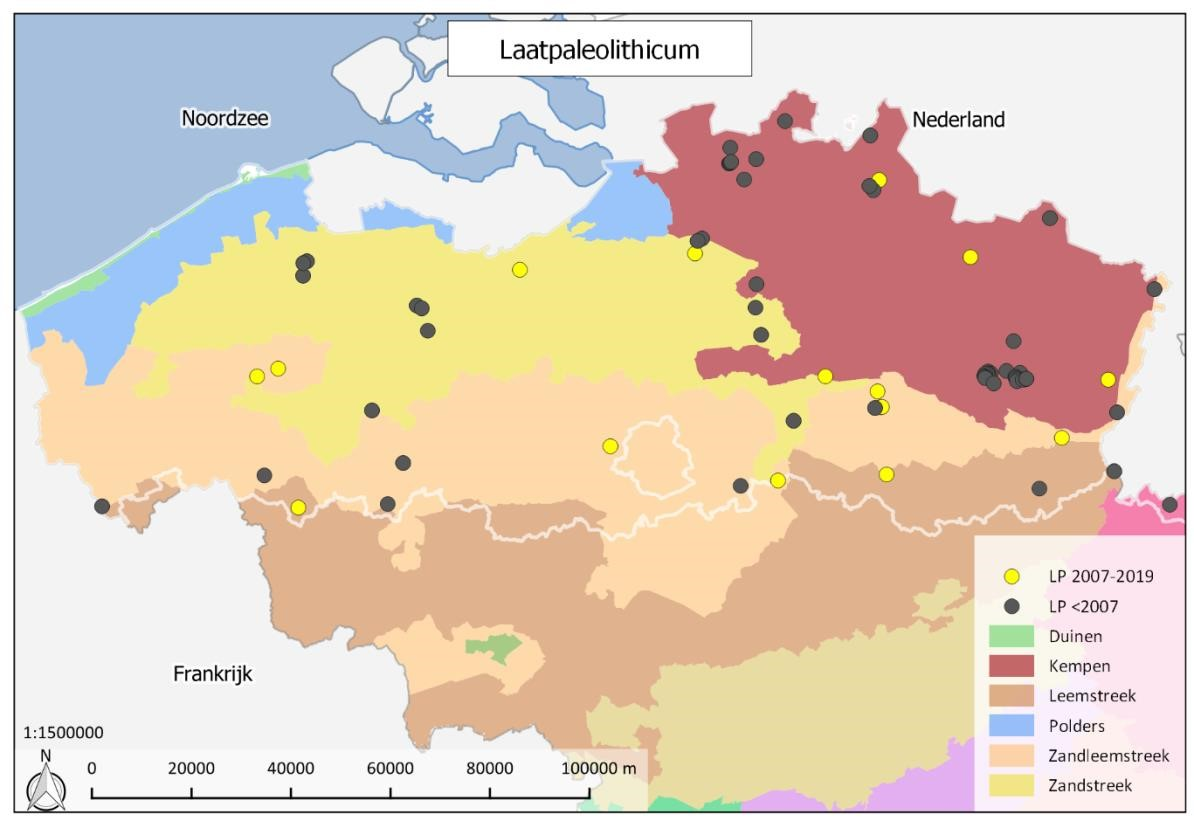 Laatpaleolithicum
Noordzee
Nederland
Frankrijk
LP 2007-2019
LP <2007
Duinen
Kempen
Leemstreek
Polders
Zandleemstreek
Zandstreek
1:1500000
N
0 20000 40000 60000 80000 100000 m